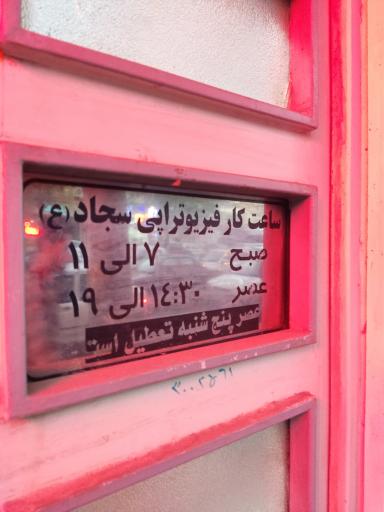 ساعت کار فیزیوتراپی سجاد (ع)
صبح ۷ الی ۱۱
عصر ۱۴:۳۰ الی ۱۹
عصر پنج شنبه تعطیل است